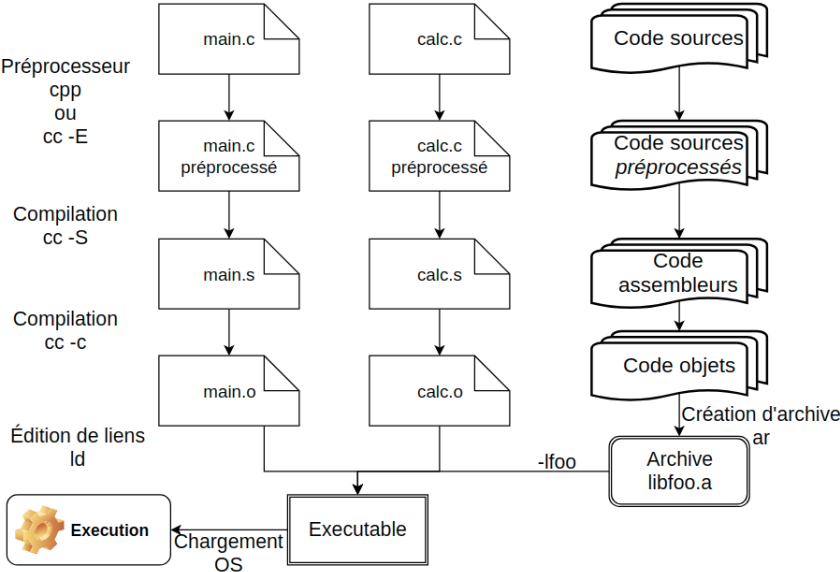 main.c
calc.c
Code sources
Préprocesseur
cpp
ou
cc -E
main.c
préprocessé
calc.c
préprocessé
Code sources
préprocessés
Compilation
cc -S
main.s
calc.s
Code
assembleurs
Compilation
cc -c
main.o
calc.o
Code objets
Création d'archive
ar
Édition de liens
ld
-lfoo
Archive
libfoo.a
Execution
Chargement
OS
Executable